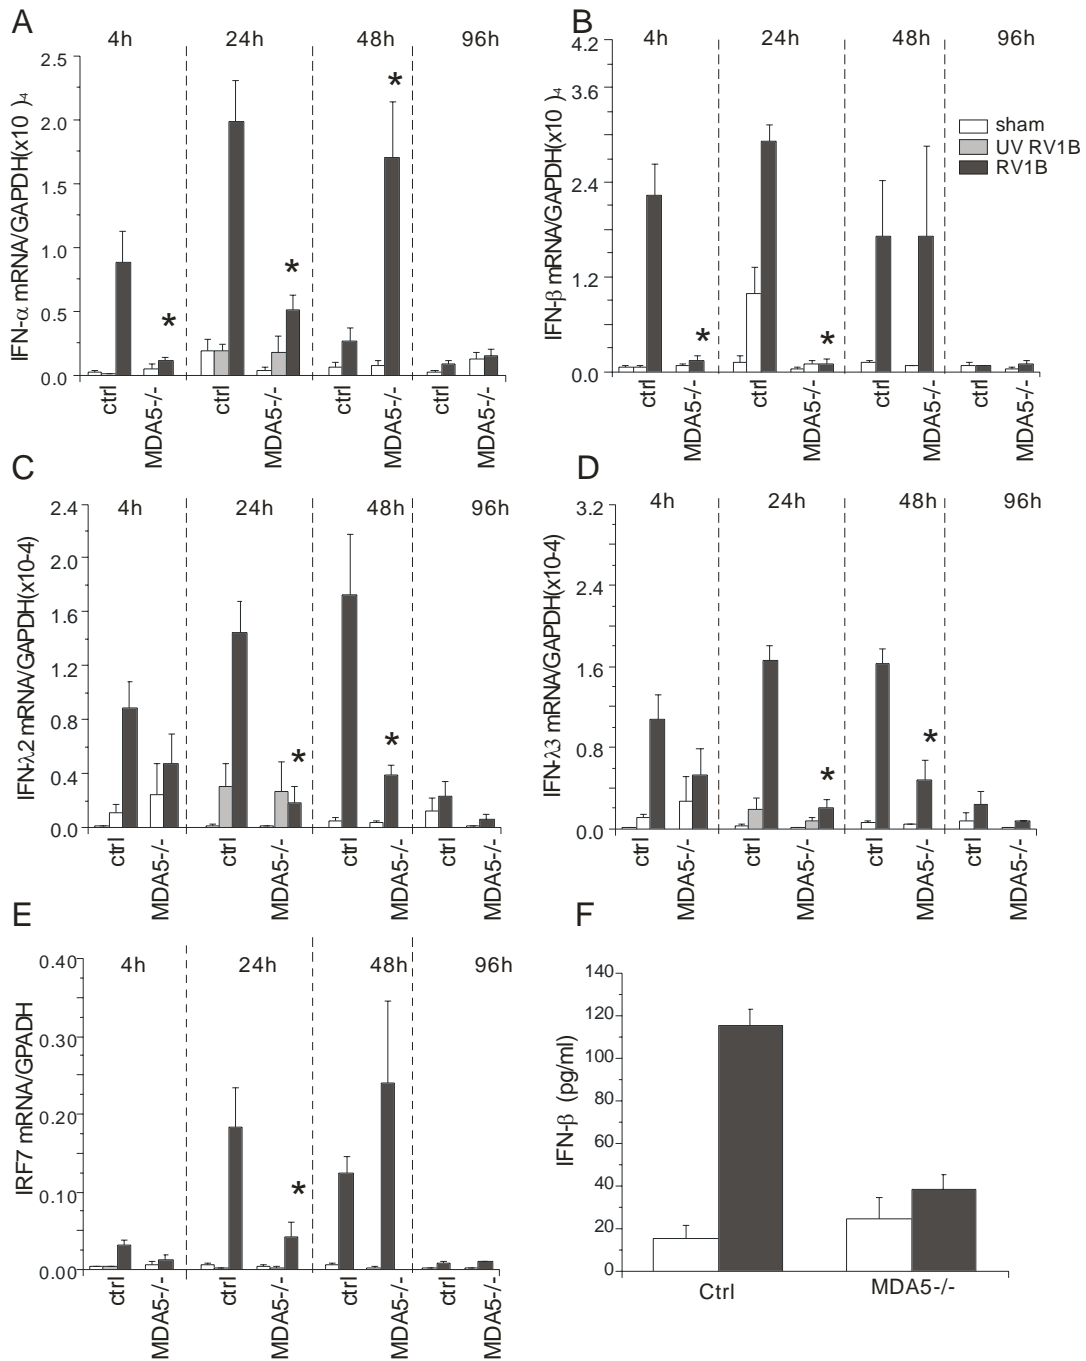 A
4h 24h 48h 96h
IFN-α mRNA/GAPDH(x10 )-4
2.5
2.0
1.5
1.0
0.5
0.0
*
*
*
ctrl MDA5-/- ctrl MDA5-/- ctrl MDA5-/- ctrl MDA5-/-
B
4h 24h 48h 96h
IFN-β mRNA/GAPDH(x10 )-4
4.2
3.6
2.4
1.2
0.0
*
*
sham
UV RV1B
RV1B
ctrl MDA5-/- ctrl MDA5-/- ctrl MDA5-/- ctrl MDA5-/-
C
4h 24h 48h 96h
IFN-λ2 mRNA/GAPDH(x10-4)
2.4
2.0
1.6
1.2
0.8
0.4
0.0
*
*
ctrl MDA5-/- ctrl MDA5-/- ctrl MDA5-/- ctrl MDA5-/-
D
4h 24h 48h 96h
IFN-λ3 mRNA/GAPDH(x10-4)
3.2
2.4
1.6
0.8
0.0
*
*
ctrl MDA5-/- ctrl MDA5-/- ctrl MDA5-/- ctrl MDA5-/-
E
4h 24h 48h 96h
IRF7 mRNA/GPADH
0.40
0.30
0.20
0.10
0.00
*
ctrl MDA5-/- ctrl MDA5-/- ctrl MDA5-/- ctrl MDA5-/-
F
IFN-β (pg/ml)
140
120
100
80
60
40
20
0
Ctrl MDA5-/-